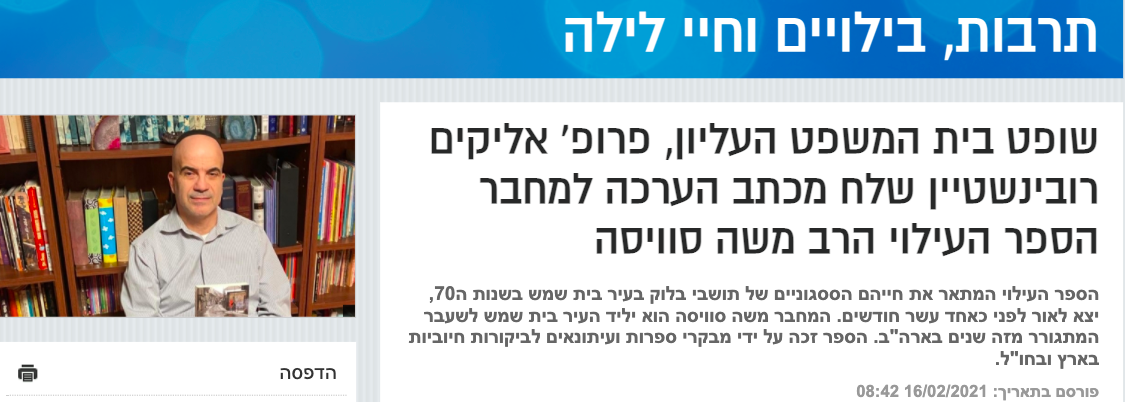 תרבות, בילויים וחיי לילה
שופט בית המשפט העליון, פרופ' אליקים
רובינשטיין שלח מכתב הערכה למחבר
הספר העילוי הרב משה סוויסה
הספר העילוי המתאר את חייהם הססגוניים של תושבי בלוק בעיר בית שמש בשנות ה70,
יצא לאור לפני כאחד עשר חודשים. המחבר משה סוויסה הוא יליד העיר בית שמש לשעבר
המתגורר מזה שנים בארה"ב. הספר זכה על ידי מבקרי ספרות ועיתונאים לביקורות חיוביות
בארץ ובחו"ל.
פורסם בתאריך: 16/02/2021 08:42
הדפסה